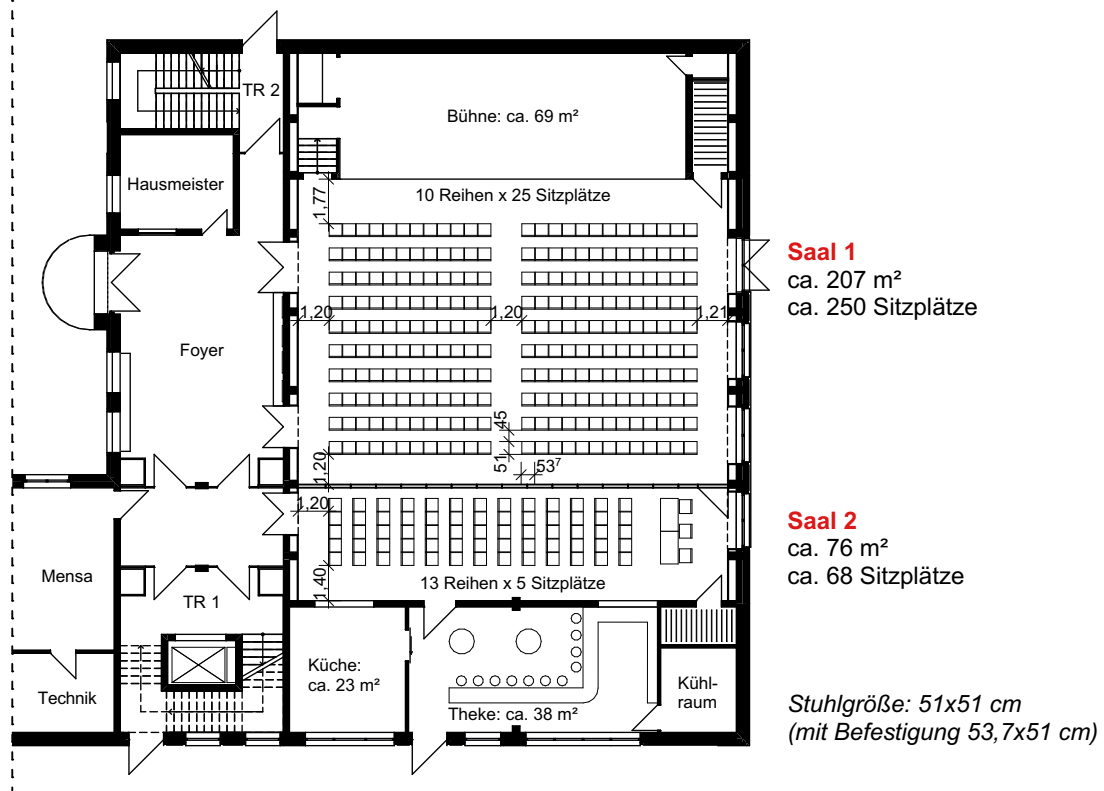 TR 2
Bühne: ca. 69 m²
Hausmeister
1,77
10 Reihen x 25 Sitzplätze
Saal 1
ca. 207 m²
ca. 250 Sitzplätze
1,20
1,20
1,21
Foyer
45
51
53⁷
1,20
1,20
Saal 2
ca. 76 m²
ca. 68 Sitzplätze
Mensa
13 Reihen x 5 Sitzplätze
1,40
TR 1
Küche:
ca. 23 m²
Technik
Theke: ca. 38 m²
Kühl-
raum
Stuhlgröße: 51x51 cm
(mit Befestigung 53,7x51 cm)